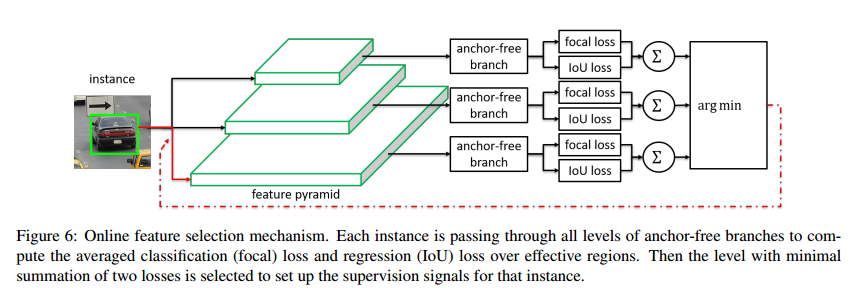 instance
feature pyramid
anchor-free
branch
focal loss
IoU loss
Σ
anchor-free
branch
focal loss
IoU loss
Σ
anchor-free
branch
focal loss
IoU loss
Σ
arg min
Figure 6: Online feature selection mechanism. Each instance is passing through all levels of anchor-free branches to com-
pute the averaged classification (focal) loss and regression (IoU) loss over effective regions. Then the level with minimal
summation of two losses is selected to set up the supervision signals for that instance.